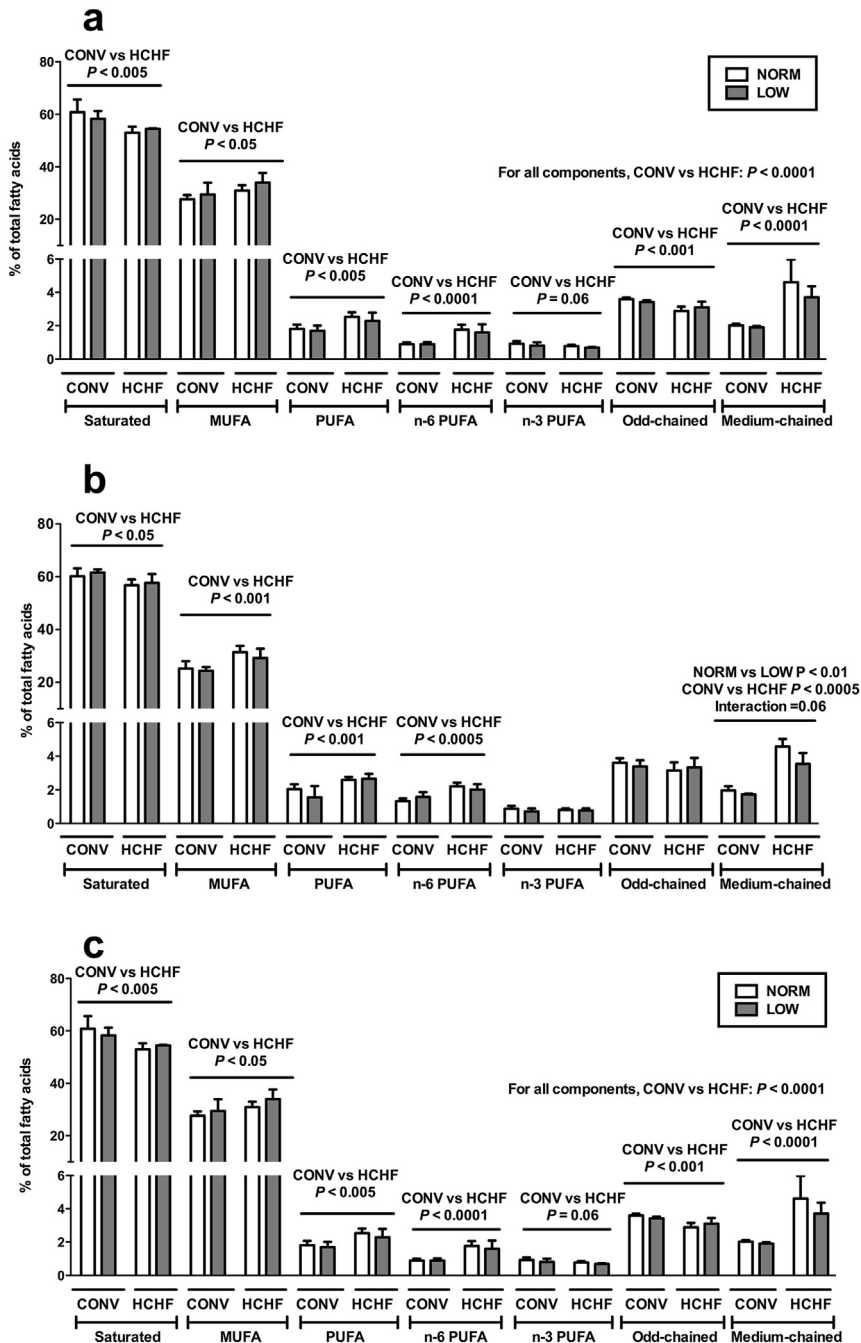 a
CONV vs HCHF
P < 0.005
NORM
LOW
CONV vs HCHF
P < 0.05
For all components, CONV vs HCHF: P < 0.0001
CONV vs HCHF
P < 0.0001
CONV vs HCHF
P < 0.001
CONV vs HCHF
P < 0.005
CONV vs HCHF
P < 0.0001
CONV vs HCHF
P = 0.06
% of total fatty acids
80
60
40
20
6
4
2
0
CONV HCHF CONV HCHF CONV HCHF CONV HCHF CONV HCHF CONV HCHF CONV HCHF
Saturated MUFA PUFA n-6 PUFA n-3 PUFA Odd-chained Medium-chained
b
CONV vs HCHF
P < 0.05
CONV vs HCHF
P < 0.001
NORM vs LOW P < 0.01
CONV vs HCHF P < 0.0005
Interaction =0.06
CONV vs HCHF
P < 0.001
CONV vs HCHF
P < 0.0005
% of total fatty acids
80
60
40
20
6
4
2
0
CONV HCHF CONV HCHF CONV HCHF CONV HCHF CONV HCHF CONV HCHF CONV HCHF
Saturated MUFA PUFA n-6 PUFA n-3 PUFA Odd-chained Medium-chained
c
CONV vs HCHF
P < 0.005
NORM
LOW
CONV vs HCHF
P < 0.05
For all components, CONV vs HCHF: P < 0.0001
CONV vs HCHF
P < 0.0001
CONV vs HCHF
P < 0.001
CONV vs HCHF
P < 0.005
CONV vs HCHF
P < 0.0001
CONV vs HCHF
P = 0.06
% of total fatty acids
80
60
40
20
6
4
2
0
CONV HCHF CONV HCHF CONV HCHF CONV HCHF CONV HCHF CONV HCHF CONV HCHF
Saturated MUFA PUFA n-6 PUFA n-3 PUFA Odd-chained Medium-chained